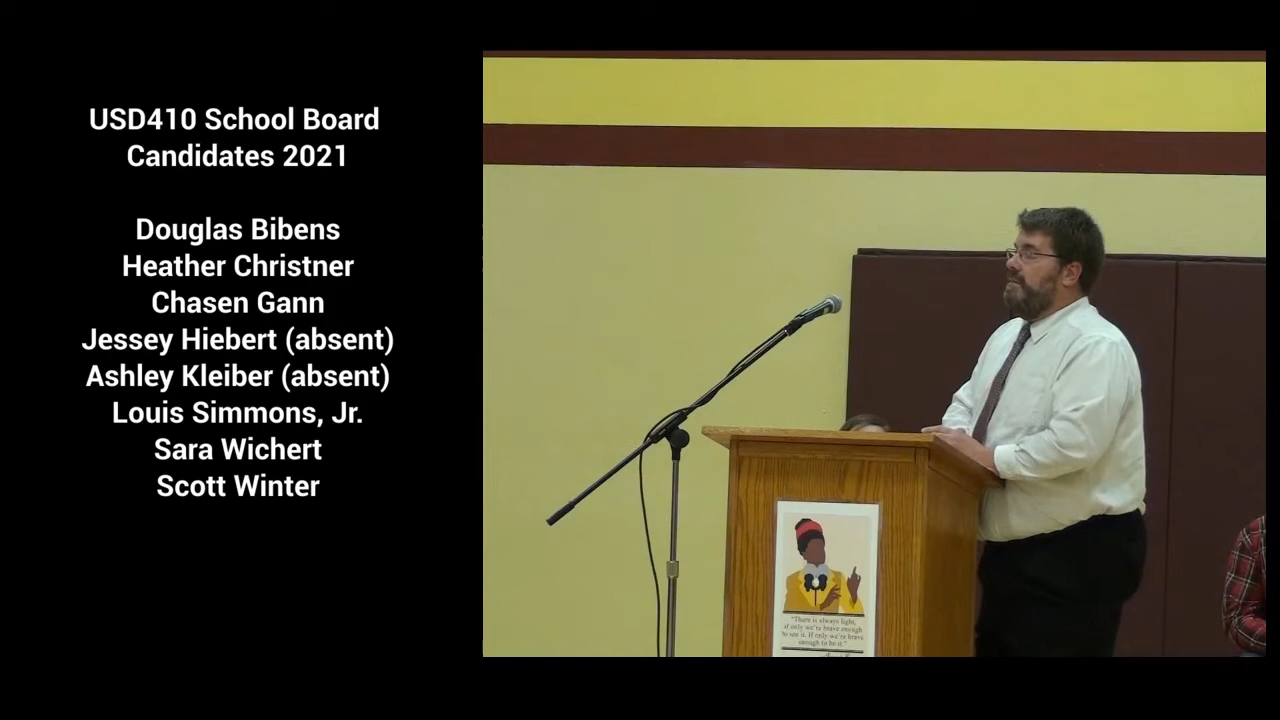 USD410 School Board
Candidates 2021
Douglas Bibens
Heather Christner
Chasen Gann
Jessey Hiebert (absent)
Ashley Kleiber (absent)
Louis Simmons, Jr.
Sara Wichert
Scott Winter
"There is always light,
if only we're brave enough
to see it. If only we're brave
enough to be it."